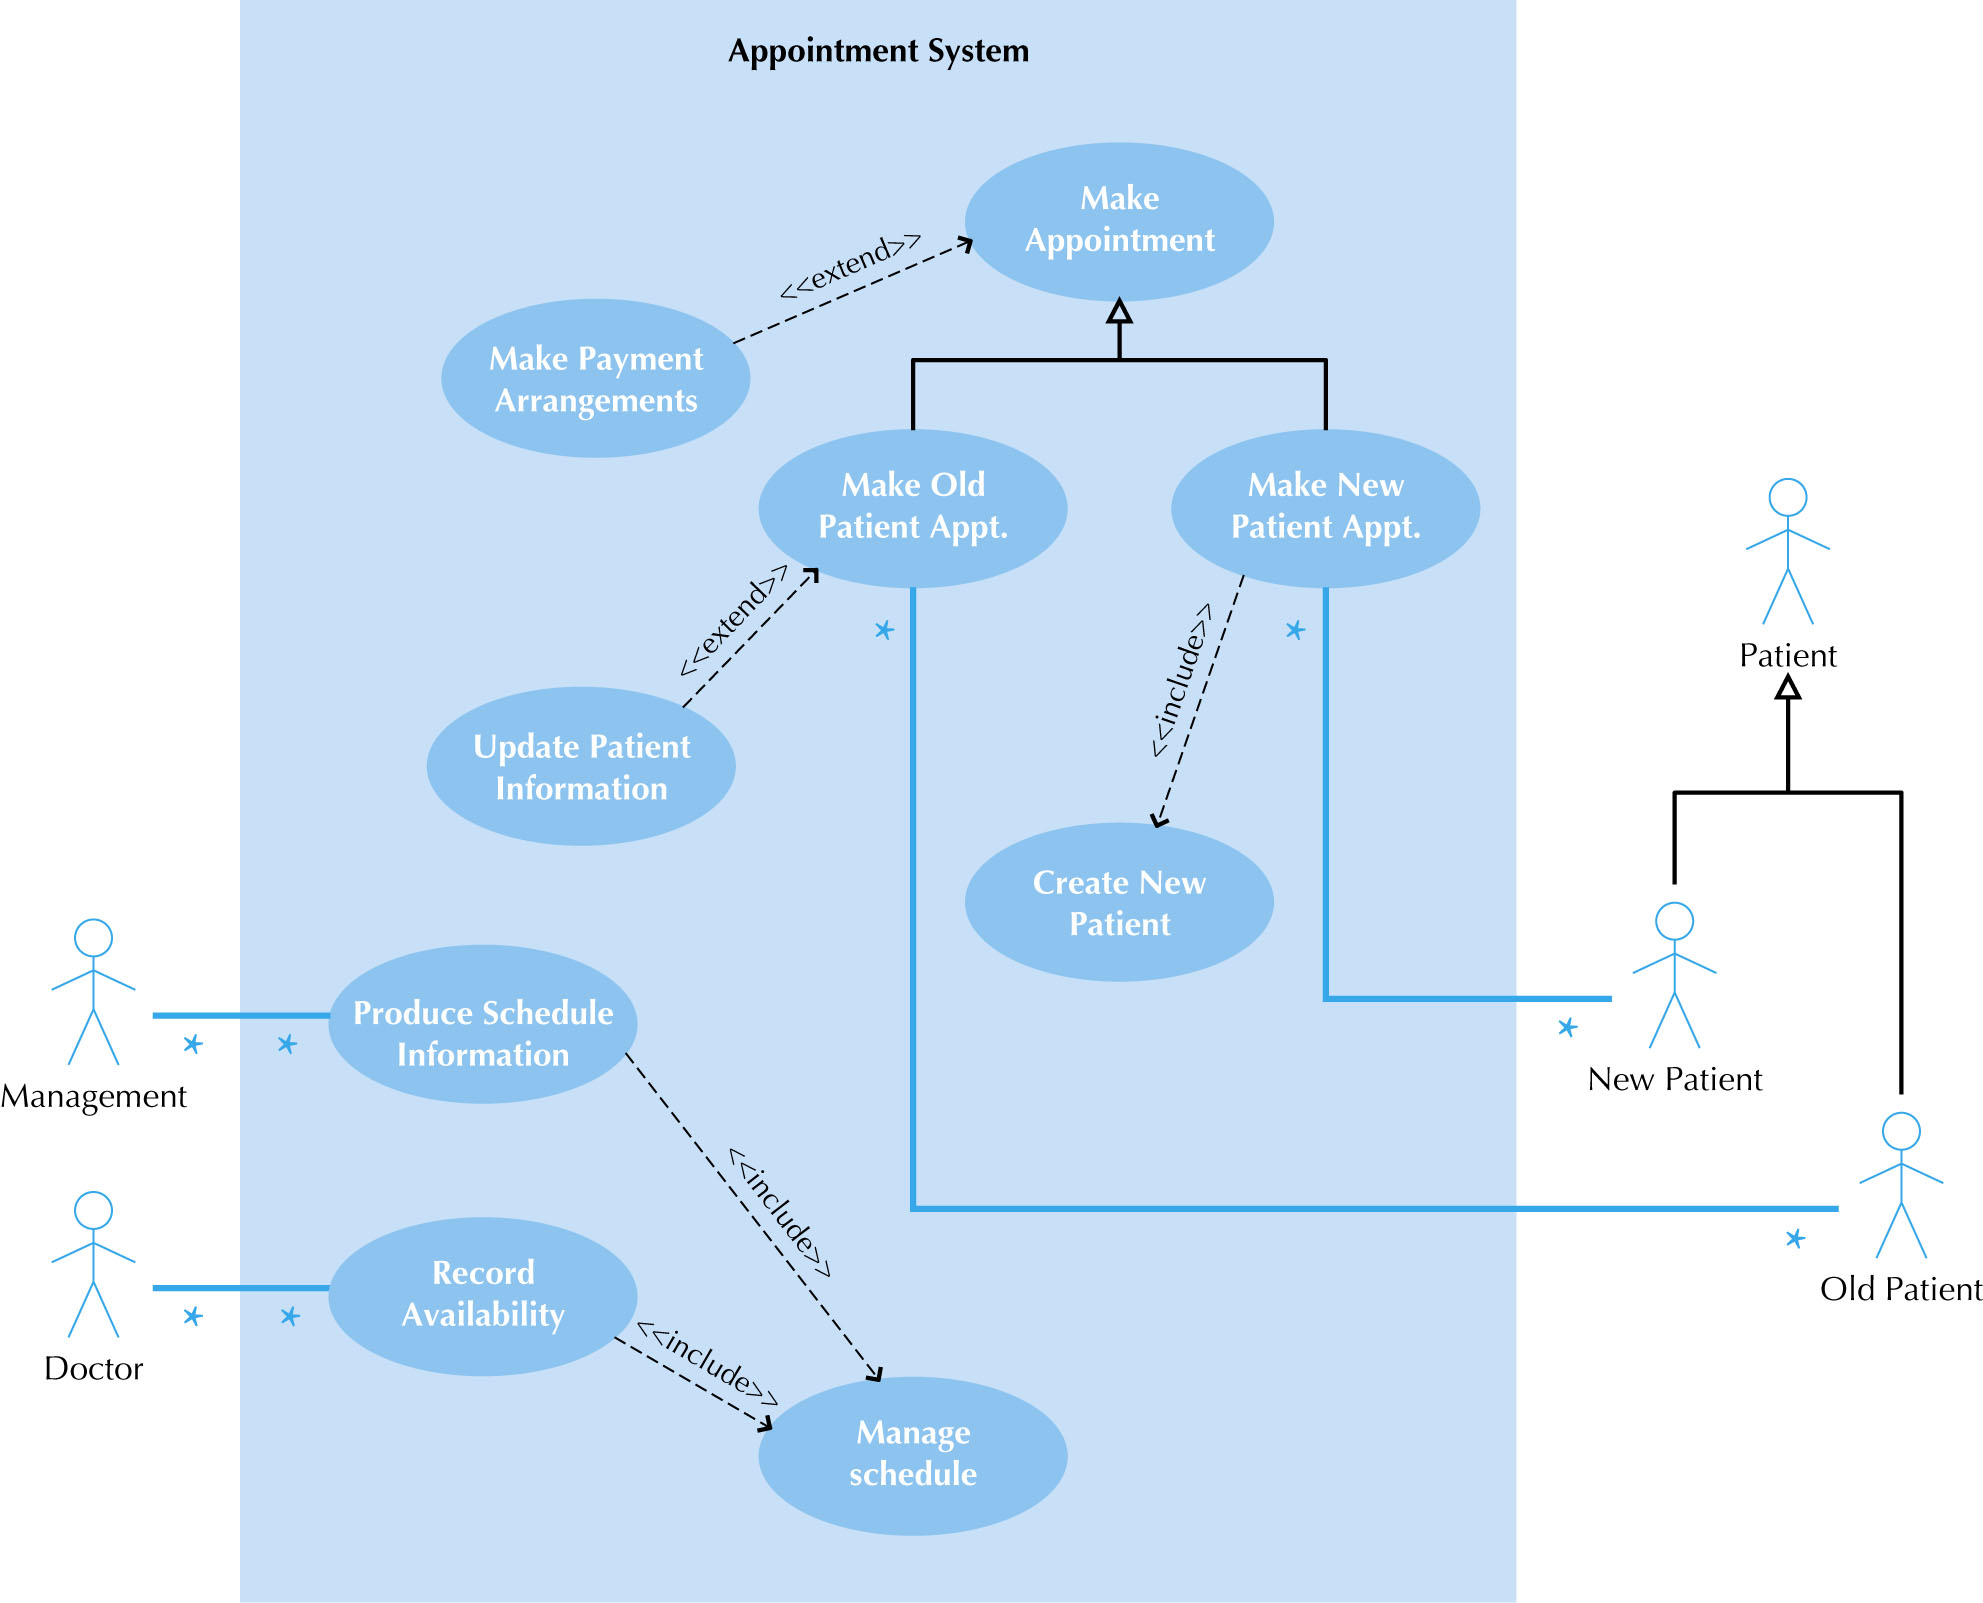 Appointment System
Make
Appointment
<<extend>>
Make Payment
Arrangements
Make Old
Patient Appt.
Make New
Patient Appt.
<<extend>>
*
<<include>>
*
Patient
Update Patient
Information
Create New
Patient
Produce Schedule
Information
*
*
Management
*
New Patient
<<include>>
*
Old Patient
Record
Availability
*
*
Doctor
<<include>>
Manage
schedule